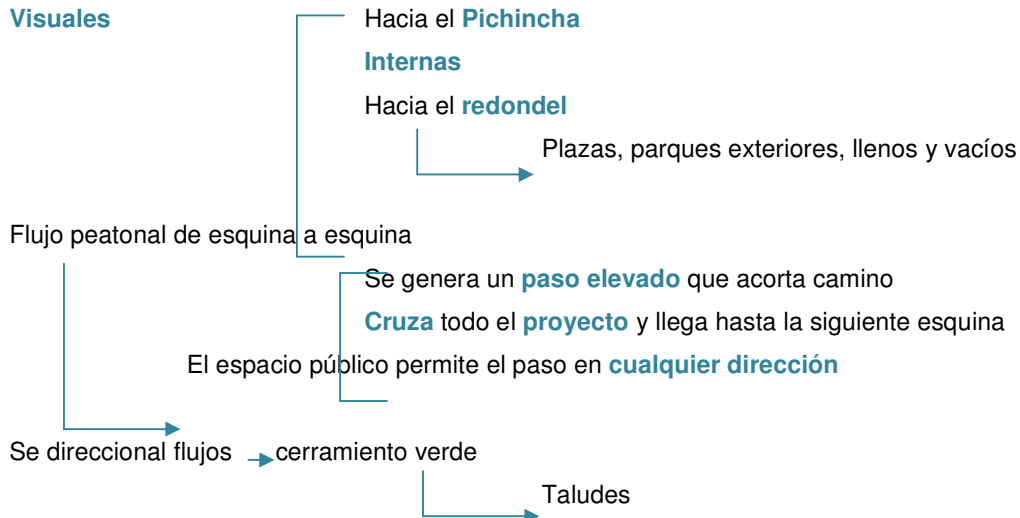 Visuales
Hacia el Pichincha
Internas
Hacia el redondel
Plazas, parques exteriores, llenos y vacíos
Flujo peatonal de esquina a esquina
Se genera un paso elevado que acorta camino
Cruza todo el proyecto y llega hasta la siguiente esquina
El espacio público permite el paso en cualquier dirección
Se direccional flujos
cerramiento verde
Taludes